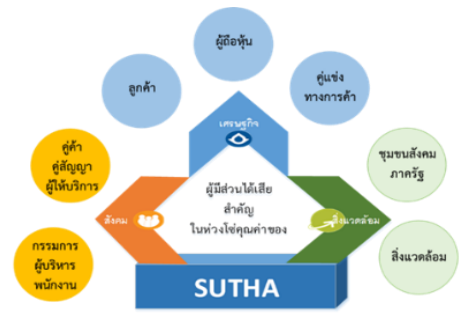 ผู้ถือหุ้น
ลูกค้า
คู่แข่ง
ทางการค้า
เศรษฐกิจ
คู่ค้า
คู่สัญญา
ผู้ให้บริการ
ชุมชนสังคม
ภาครัฐ
ผู้มีส่วนได้เสีย
สำคัญ
ในห่วงโซ่คุณค่าของ
สังคม
สิ่งแวดล้อม
กรรมการ
ผู้บริหาร
พนักงาน
สิ่งแวดล้อม
SUTHA